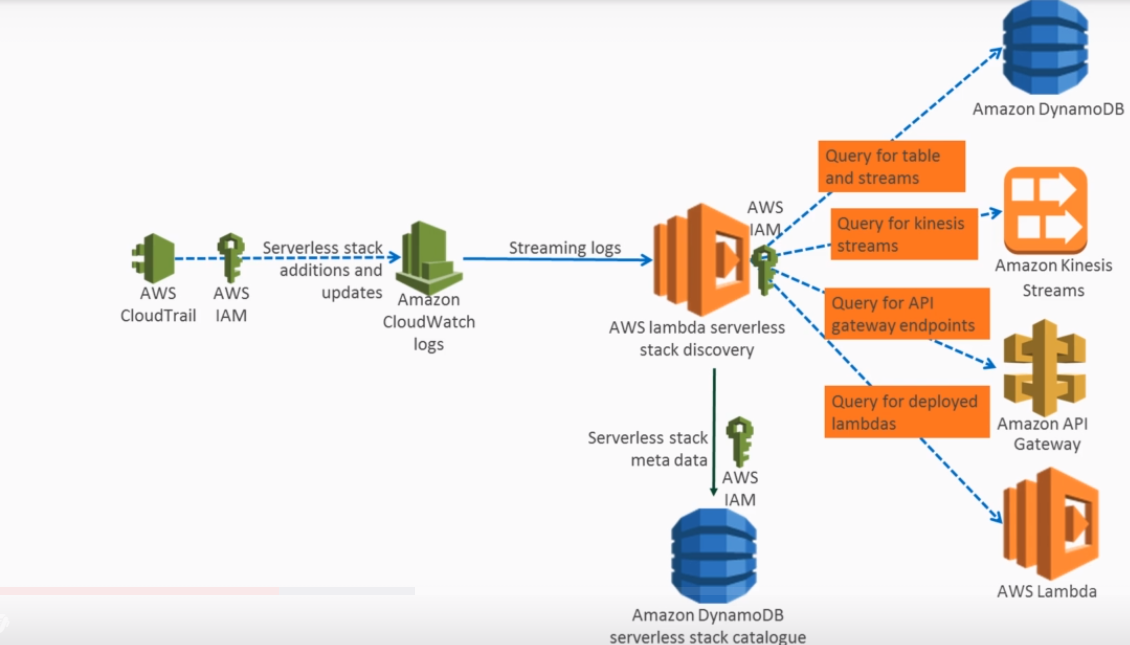 Amazon DynamoDB
Query for table
and streams
AWS
IAM
Query for kinesis
streams
Amazon Kinesis
Streams
Serverless stack
additions and
updates
Streaming logs
AWS
CloudTrail
AWS
IAM
Amazon
CloudWatch
logs
AWS lambda serverless
stack discovery
Query for API
gateway endpoints
Amazon API
Gateway
Query for deployed
lambdas
Serverless stack
meta data
AWS
IAM
AWS Lambda
Amazon DynamoDB
serverless stack catalogue